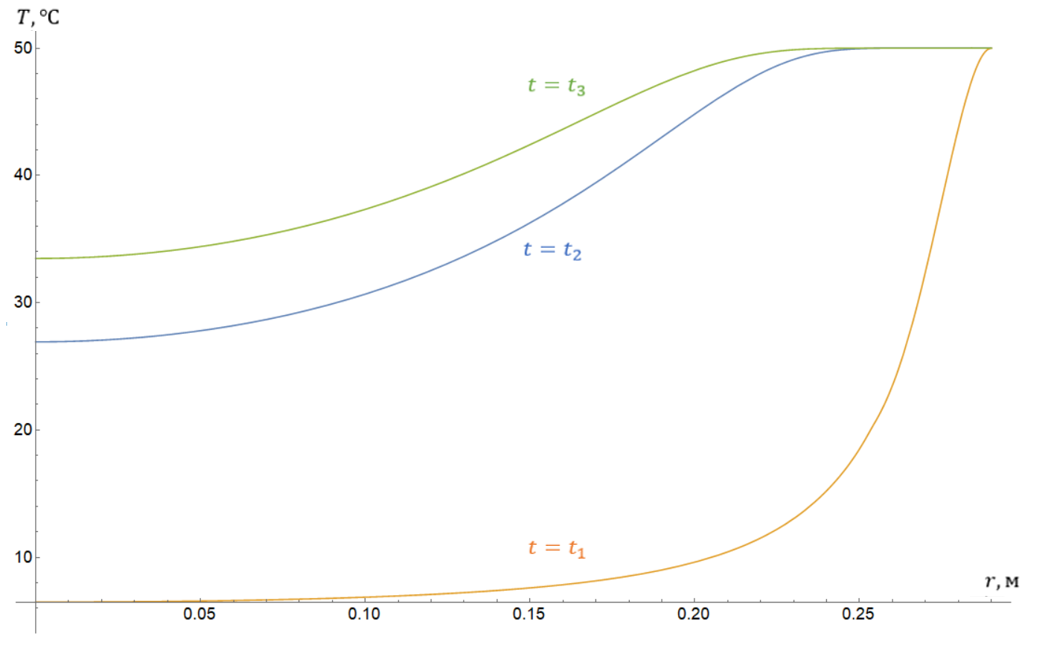 T, °C
50
t = t₃
40
t = t₂
30
20
10
t = t₁
r, м
0.05 0.10 0.15 0.20 0.25